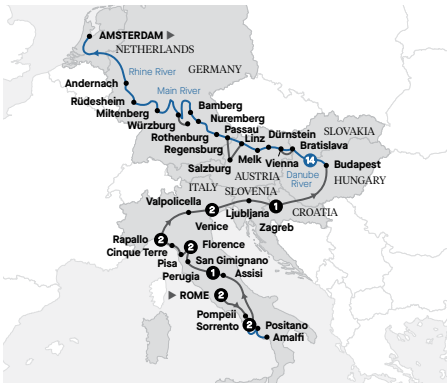 AMSTERDAM
NETHERLANDS
Rhine River
GERMANY
Andernach
Main River
Rüdesheim
Bamberg
Miltenberg
Nuremberg
Würzburg
Passau
Rothenburg
Linz
Dürnstein
SLOVAKIA
Regensburg
Bratislava
Melk
Vienna
14
Salzburg
Budapest
AUSTRIA
Danube
River
HUNGARY
ITALY
SLOVENIA
Valpolicella
2
Ljubljana
1
CROATIA
Venice
Zagreb
Rapallo
2
2
Florence
Cinque Terre
San Gimignano
Pisa
Perugia
1
Assisi
ROME
2
Pompeii
Sorrento
2
Positano
Amalfi